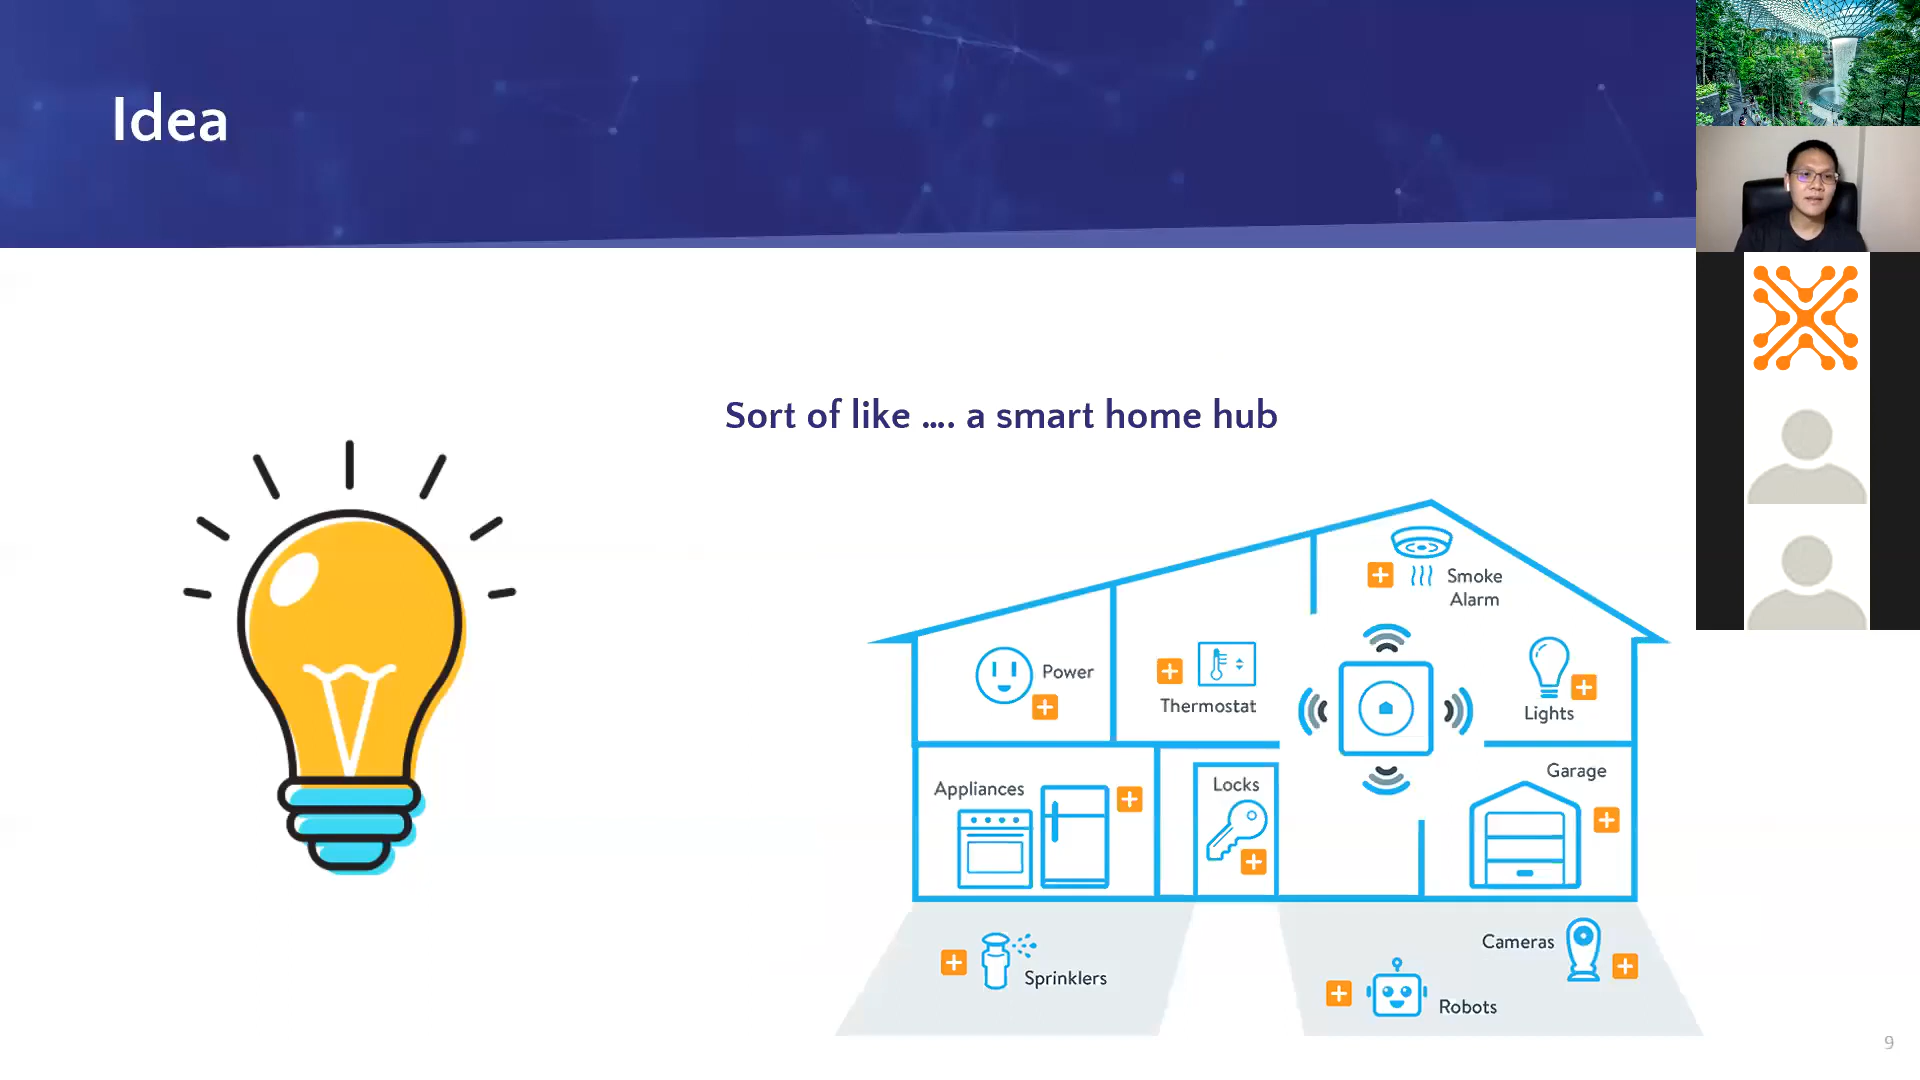 Idea
Sort of like .... a smart home hub
Smoke
Alarm
Power
Thermostat
Lights
Appliances
Locks
Garage
Sprinklers
Cameras
Robots
9